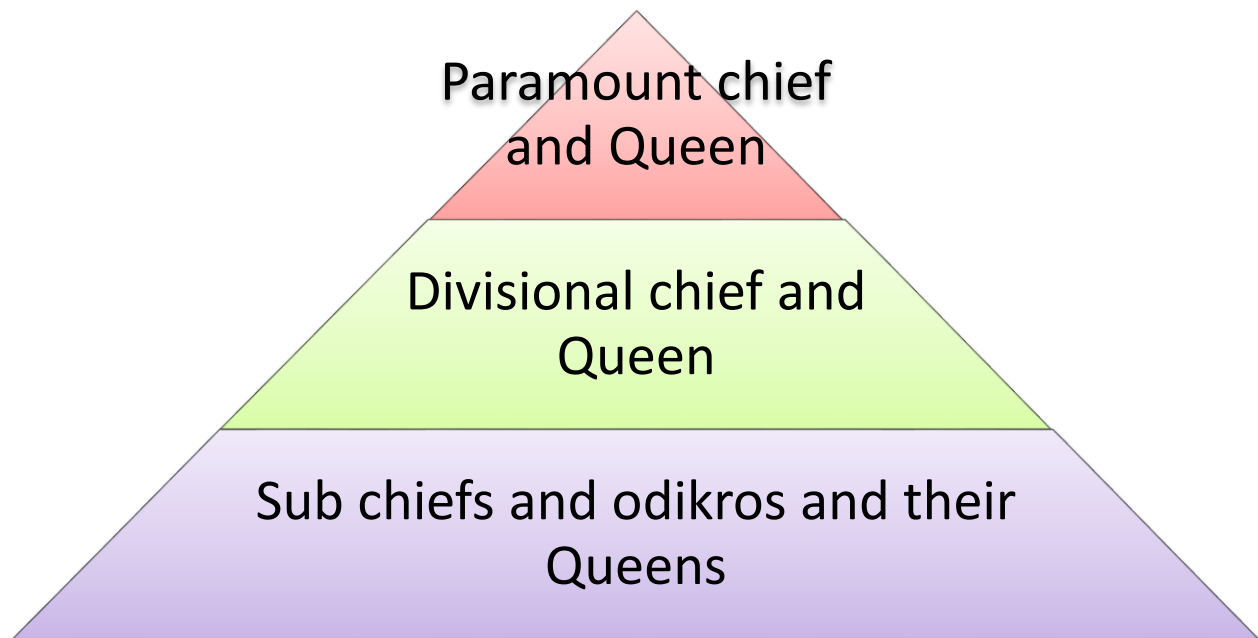 Paramount chief
and Queen
Divisional chief and
Queen
Sub chiefs and odikros and their
Queens